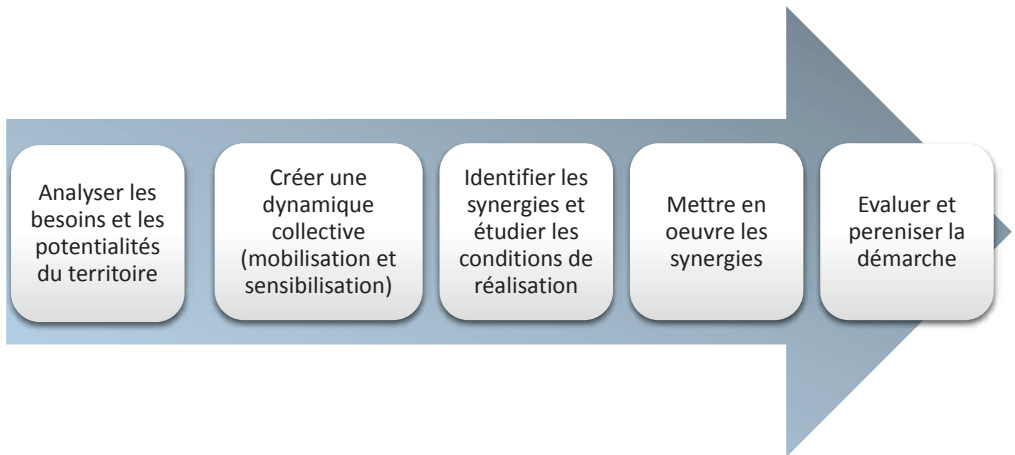 Analyser les
besoins et les
potentialités
du territoire
Créer une
dynamique
collective
(mobilisation et
sensibilisation)
Identifier les
synergies et
étudier les
conditions de
réalisation
Mettre en
oeuvre les
synergies
Evaluer et
pereniser la
démarche